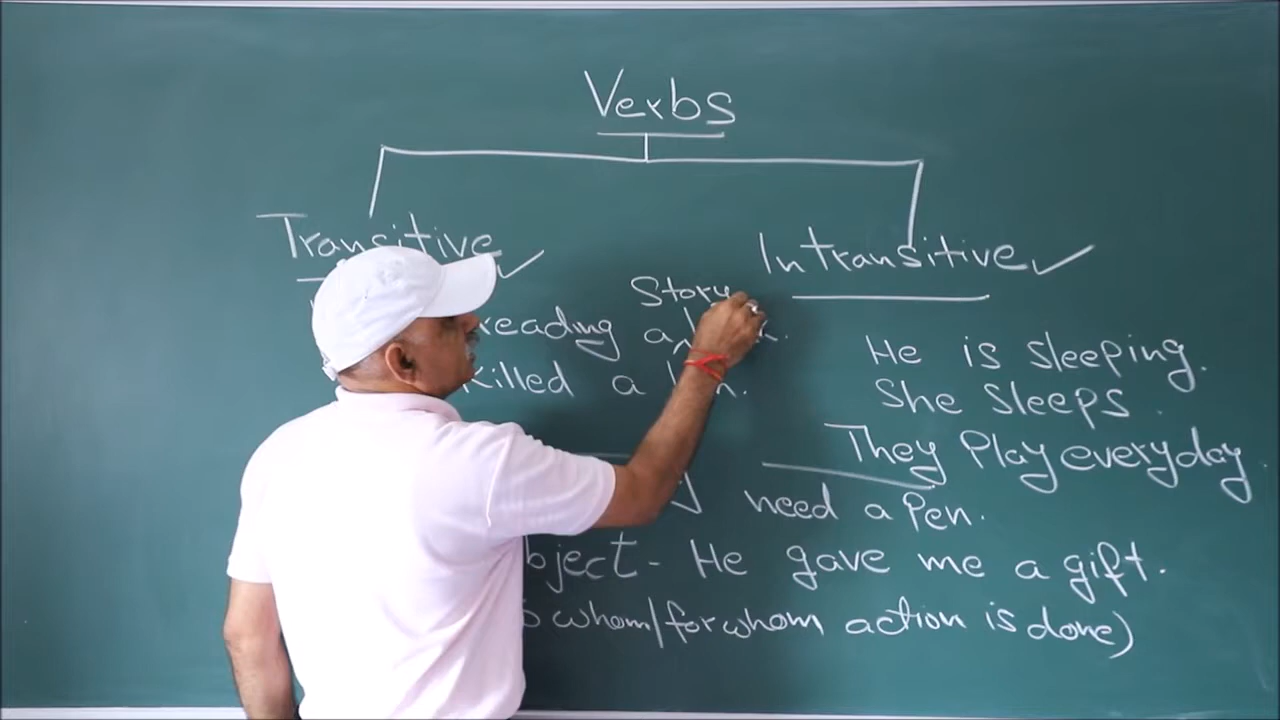 Verbs
Transitive
Intransitive
Story
reading a
killed a
He is sleeping.
She sleeps.
They Play everyday.
need a Pen.
bject - He gave me a gift.
whom/for whom action is done)